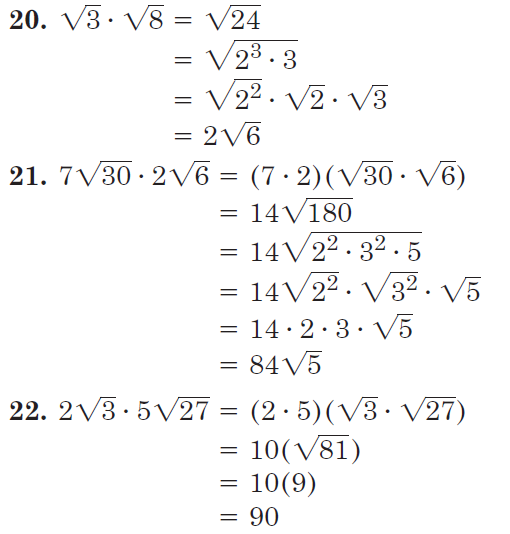 20. √3 · √8 = √24
= √(2³ · 3)
= √(2²) · √2 · √3
= 2√6
21. 7√30 · 2√6 = (7 · 2)(√30 · √6)
= 14√180
= 14√(2² · 3² · 5)
= 14√(2²) · √(3²) · √5
= 14 · 2 · 3 · √5
= 84√5
22. 2√3 · 5√27 = (2 · 5)(√3 · √27)
= 10(√81)
= 10(9)
= 90